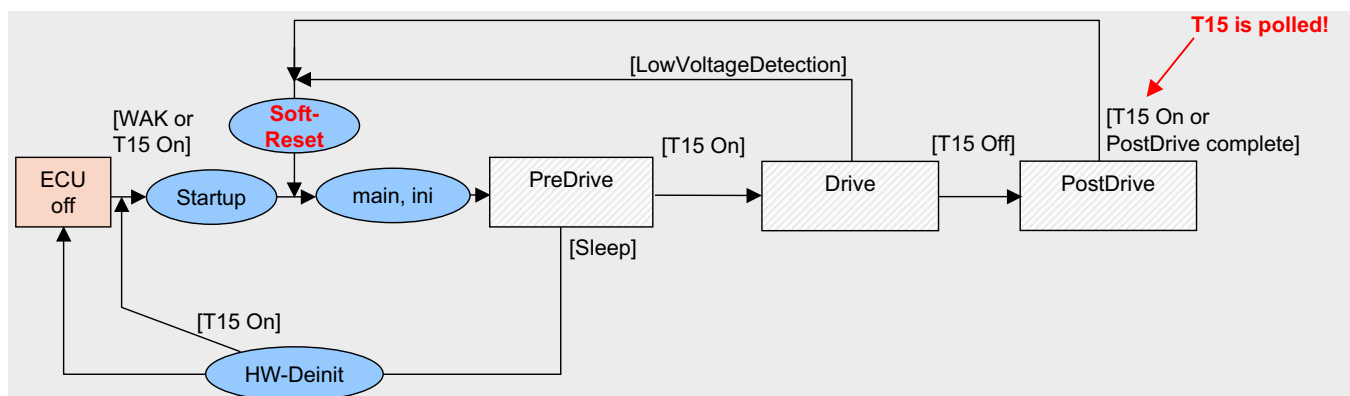 T15 is polled!
[LowVoltageDetection]
[WAK or
T15 On]
Soft-
Reset
[T15 On or
PostDrive complete]
[T15 On]
[T15 Off]
ECU
off
Startup
main, ini
PreDrive
Drive
PostDrive
[Sleep]
[T15 On]
HW-Deinit